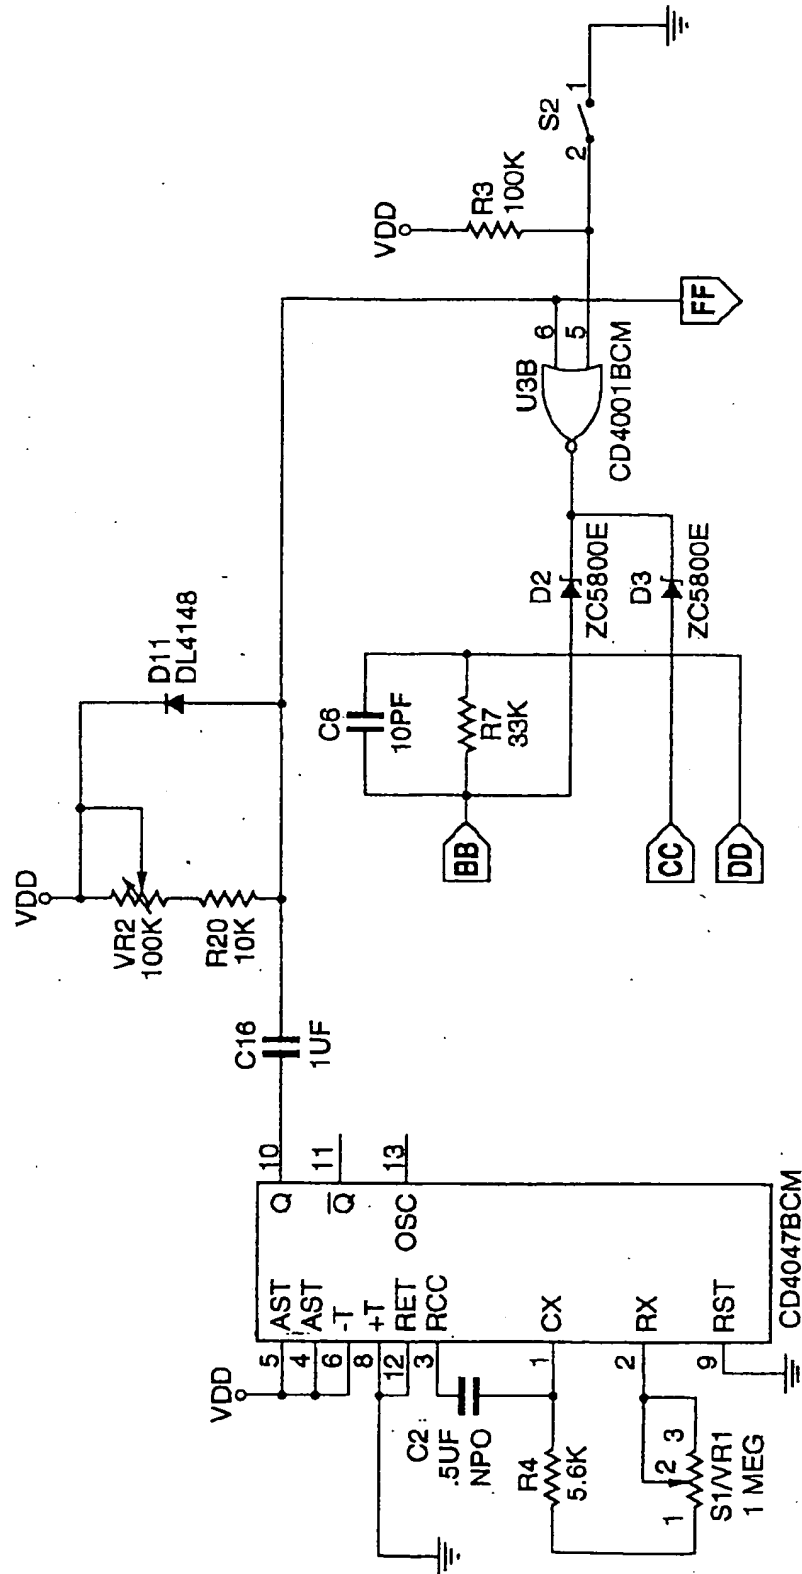 VDD
5 AST
4 AST
6 -T
8 +T
12 RET
3 RCC
C2
.5UF
NPO
1 CX
R4
5.6K
2 RX
1 2 3
S1/VR1
1 MEG
9 RST
CD4047BCM
Q 10
Q 11
OSC 13
C16
1UF
VDD
VR2
100K
R20
10K
D11
DL4148
C6
10PF
R7
33K
BB
CC
DD
D2
ZC5800E
D3
ZC5800E
U3B
6
5
CD4001BCM
FF
VDD
R3
100K
S2
2 1